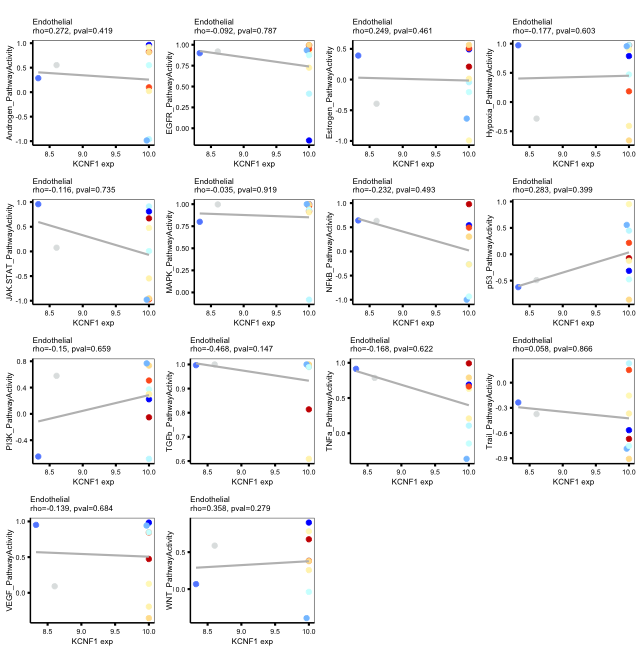 Endothelial
rho=0.272, pval=0.419
Androgen_PathwayActivity
1.0
0.5
0.0
-0.5
-1.0
8.5 9.0 9.5 10.0
KCNF1 exp
Endothelial
rho=-0.092, pval=0.787
EGFR_PathwayActivity
1.00
0.75
0.50
0.25
0.00
8.5 9.0 9.5 10.0
KCNF1 exp
Endothelial
rho=0.249, pval=0.461
Estrogen_PathwayActivity
0.5
0.0
-0.5
-1.0
8.5 9.0 9.5 10.0
KCNF1 exp
Endothelial
rho=-0.177, pval=0.603
Hypoxia_PathwayActivity
1.0
0.5
0.0
-0.5
8.5 9.0 9.5 10.0
KCNF1 exp
Endothelial
rho=-0.116, pval=0.735
JAK-STAT_PathwayActivity
1.0
0.5
0.0
-0.5
-1.0
8.5 9.0 9.5 10.0
KCNF1 exp
Endothelial
rho=-0.035, pval=0.919
MAPK_PathwayActivity
1.00
0.75
0.50
0.25
0.00
8.5 9.0 9.5 10.0
KCNF1 exp
Endothelial
rho=-0.232, pval=0.493
NFkB_PathwayActivity
1.0
0.5
0.0
-0.5
-1.0
8.5 9.0 9.5 10.0
KCNF1 exp
Endothelial
rho=0.283, pval=0.399
p53_PathwayActivity
1.0
0.5
0.0
-0.5
8.5 9.0 9.5 10.0
KCNF1 exp
Endothelial
rho=-0.15, pval=0.659
PI3K_PathwayActivity
0.8
0.4
0.0
-0.4
8.5 9.0 9.5 10.0
KCNF1 exp
Endothelial
rho=-0.468, pval=0.147
TGFb_PathwayActivity
1.0
0.9
0.8
0.7
0.6
8.5 9.0 9.5 10.0
KCNF1 exp
Endothelial
rho=-0.168, pval=0.622
TNFa_PathwayActivity
1.0
0.5
0.0
8.5 9.0 9.5 10.0
KCNF1 exp
Endothelial
rho=0.058, pval=0.866
Trail_PathwayActivity
0.0
-0.3
-0.6
-0.9
8.5 9.0 9.5 10.0
KCNF1 exp
Endothelial
rho=-0.139, pval=0.684
VEGF_PathwayActivity
1.0
0.5
0.0
8.5 9.0 9.5 10.0
KCNF1 exp
Endothelial
rho=0.358, pval=0.279
WNT_PathwayActivity
0.5
0.0
8.5 9.0 9.5 10.0
KCNF1 exp